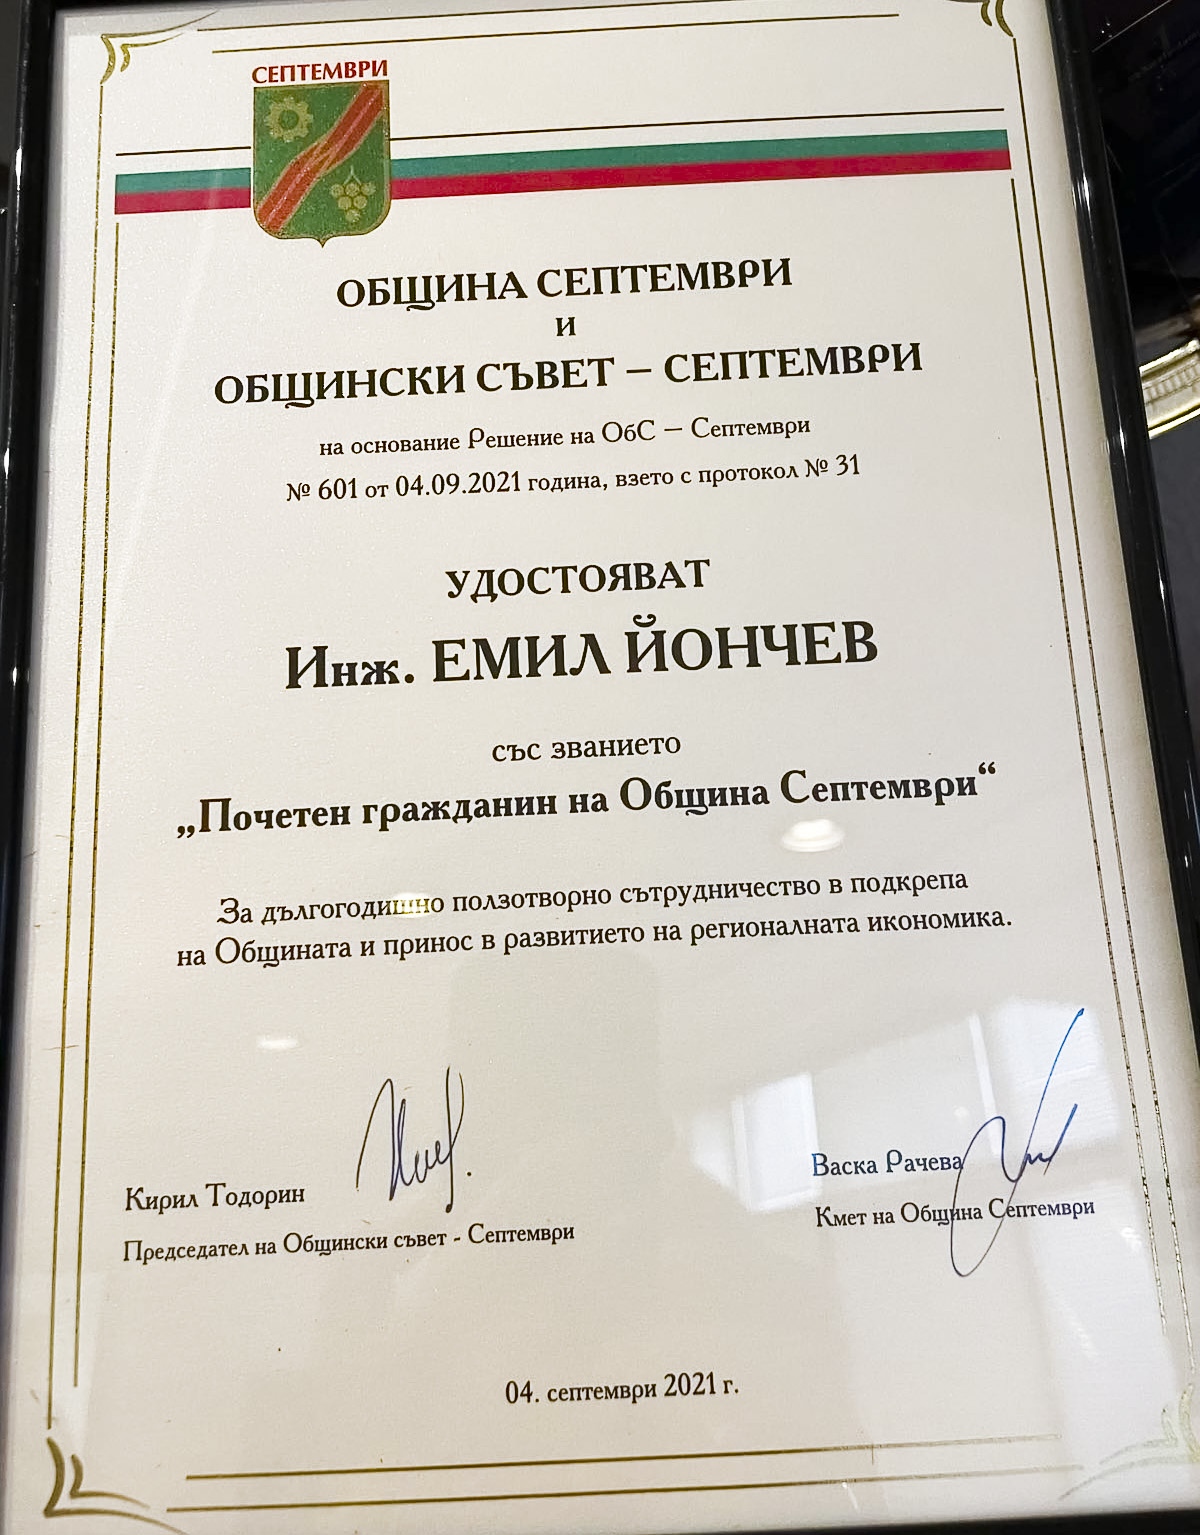 СЕПТЕМВРИ
ОБЩИНА СЕПТЕМВРИ
И
ОБЩИНСКИ СЪВЕТ – СЕПТЕМВРИ
на основание Решение на ОбС – Септември
№ 601 от 04.09.2021 година, взето с протокол № 31
УДОСТОЯВАТ
Инж. ЕМИЛ ЙОНЧЕВ
със званието
„Почетен гражданин на Община Септември“
За дългогодишно ползотворно сътрудничество в подкрепа
на Общината и принос в развитието на регионалната икономика.
Кирил Тодорин
Председател на Общински съвет - Септември
Васка Рачева
Кмет на Община Септември
04. септември 2021 г.